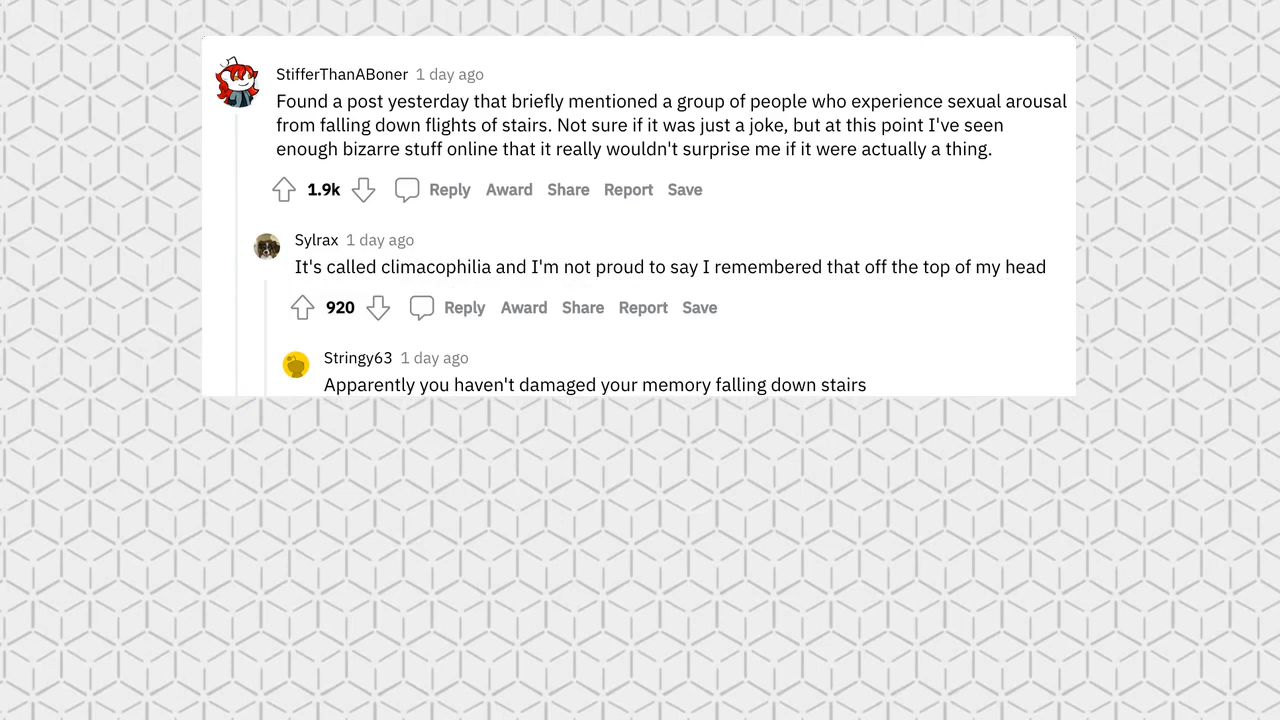 StifferThanABoner 1 day ago
Found a post yesterday that briefly mentioned a group of people who experience sexual arousal
from falling down flights of stairs. Not sure if it was just a joke, but at this point I've seen
enough bizarre stuff online that it really wouldn't surprise me if it were actually a thing.
1.9k Reply Award Share Report Save
Sylrax 1 day ago
It's called climacophilia and I'm not proud to say I remembered that off the top of my head
920 Reply Award Share Report Save
Stringy63 1 day ago
Apparently you haven't damaged your memory falling down stairs